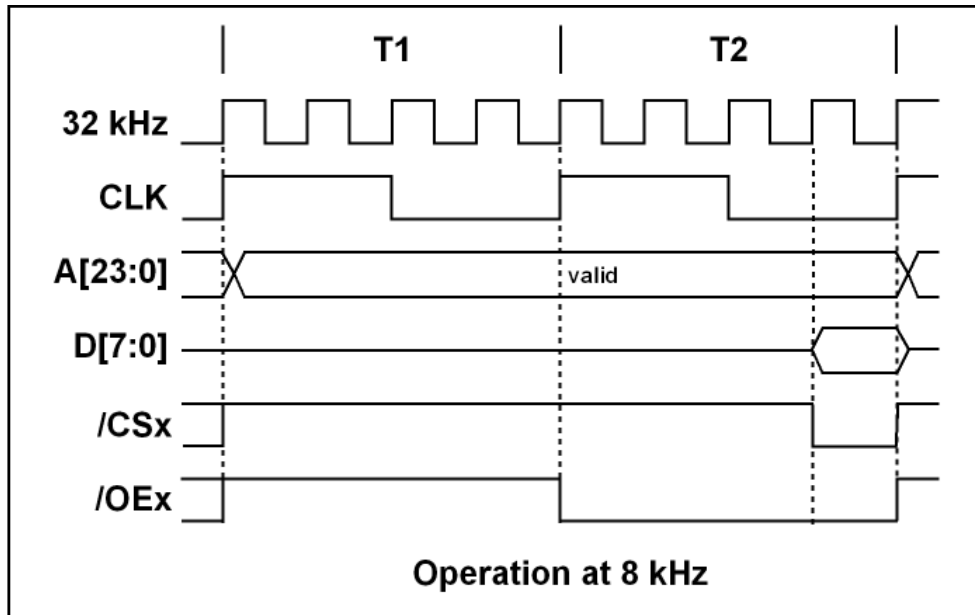 T1 T2
32 kHz
CLK
A[23:0] valid
D[7:0]
/CSx
/OEx
Operation at 8 kHz